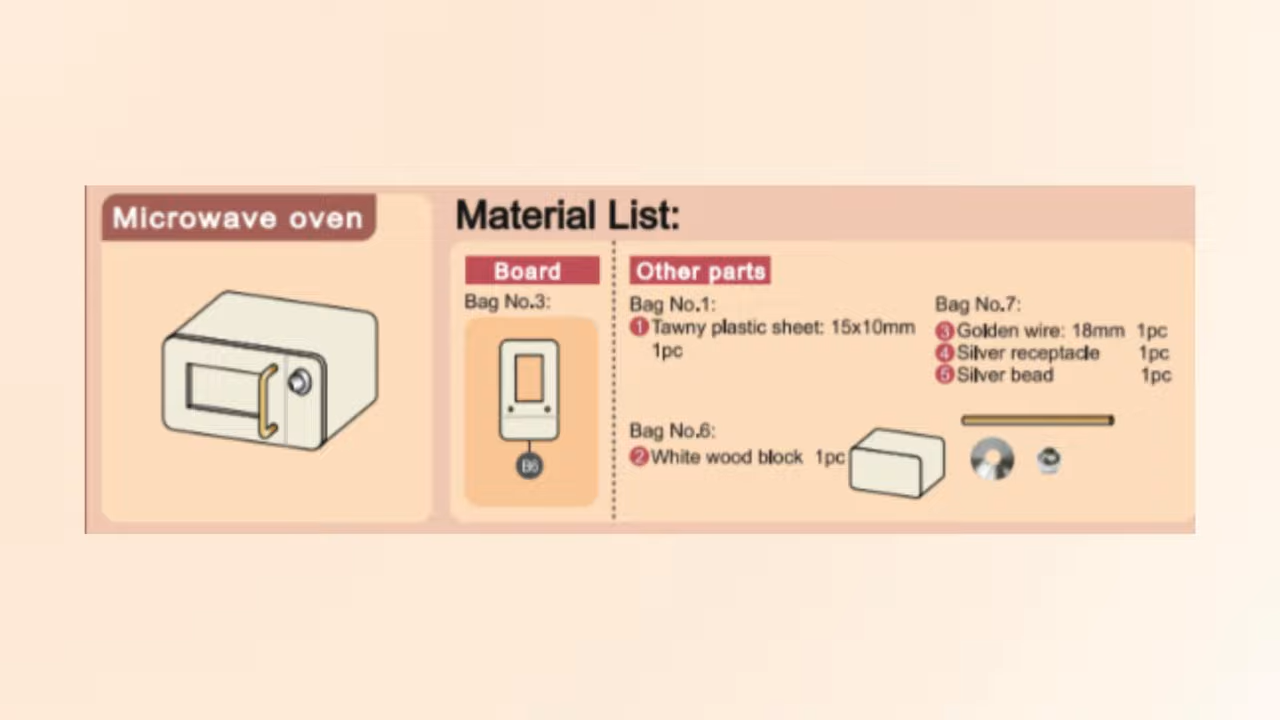 Microwave oven
Material List:
Board
Bag No.3:
B6
Other parts
Bag No.1:
1 Tawny plastic sheet: 15x10mm
1pc
Bag No.6:
2 White wood block 1pc
Bag No.7:
3 Golden wire: 18mm 1pc
4 Silver receptacle 1pc
5 Silver bead 1pc